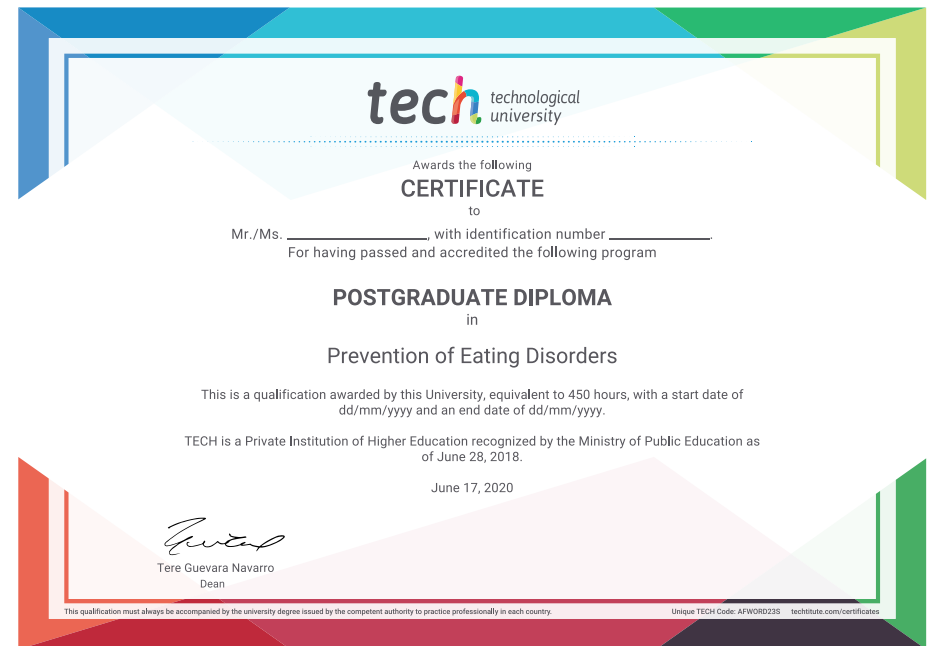 tech technological
university
Awards the following
CERTIFICATE
to
Mr./Ms. ____________________, with identification number ______________.
For having passed and accredited the following program
POSTGRADUATE DIPLOMA
in
Prevention of Eating Disorders
This is a qualification awarded by this University, equivalent to 450 hours, with a start date of
dd/mm/yyyy and an end date of dd/mm/yyyy.
TECH is a Private Institution of Higher Education recognized by the Ministry of Public Education as
of June 28, 2018.
June 17, 2020
Tere Guevara Navarro
Dean
This qualification must always be accompanied by the university degree issued by the competent authority to practice professionally in each country.
Unique TECH Code: AFWORD23S techtitute.com/certificates